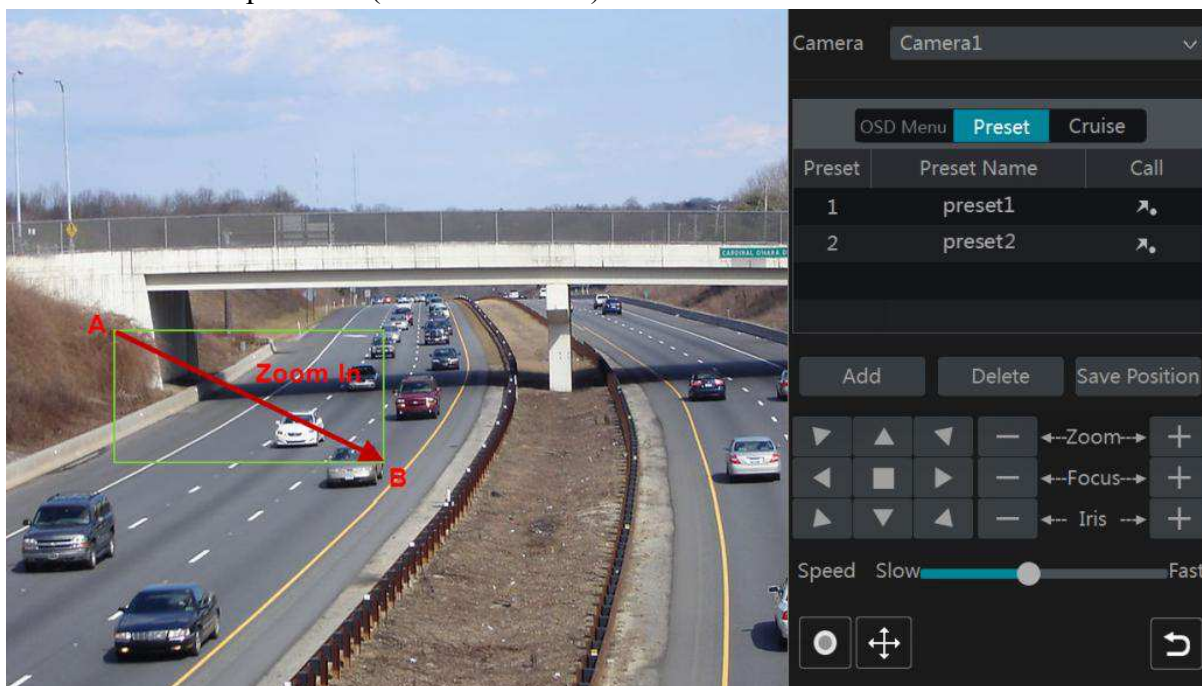 Camera Camera1
OSD Menu Preset Cruise
Preset Preset Name Call
1 preset1
2 preset2
Add Delete Save Position
Zoom
Focus
Iris
Speed Slow Fast
A
Zoom In
B